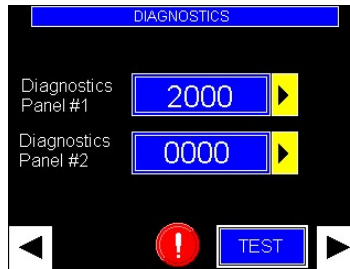 DIAGNOSTICS
Diagnostics
Panel #1
2000
Diagnostics
Panel #2
0000
!
TEST